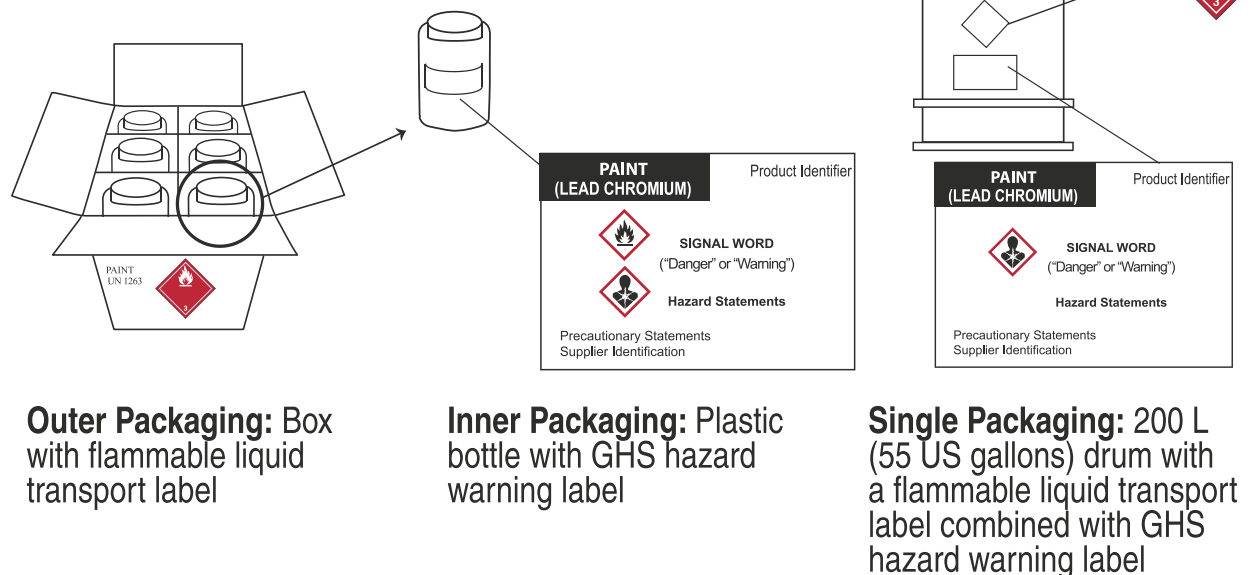 3
PAINT
(LEAD CHROMIUM)
Product Identifier
SIGNAL WORD
(“Danger” or “Warning”)
Hazard Statements
Precautionary Statements
Supplier Identification
PAINT
(LEAD CHROMIUM)
Product Identifier
SIGNAL WORD
(“Danger” or “Warning”)
Hazard Statements
Precautionary Statements
Supplier Identification
PAINT
UN 1263
3
Outer Packaging: Box
with flammable liquid
transport label
Inner Packaging: Plastic
bottle with GHS hazard
warning label
Single Packaging: 200 L
(55 US gallons) drum with
a flammable liquid transport
label combined with GHS
hazard warning label